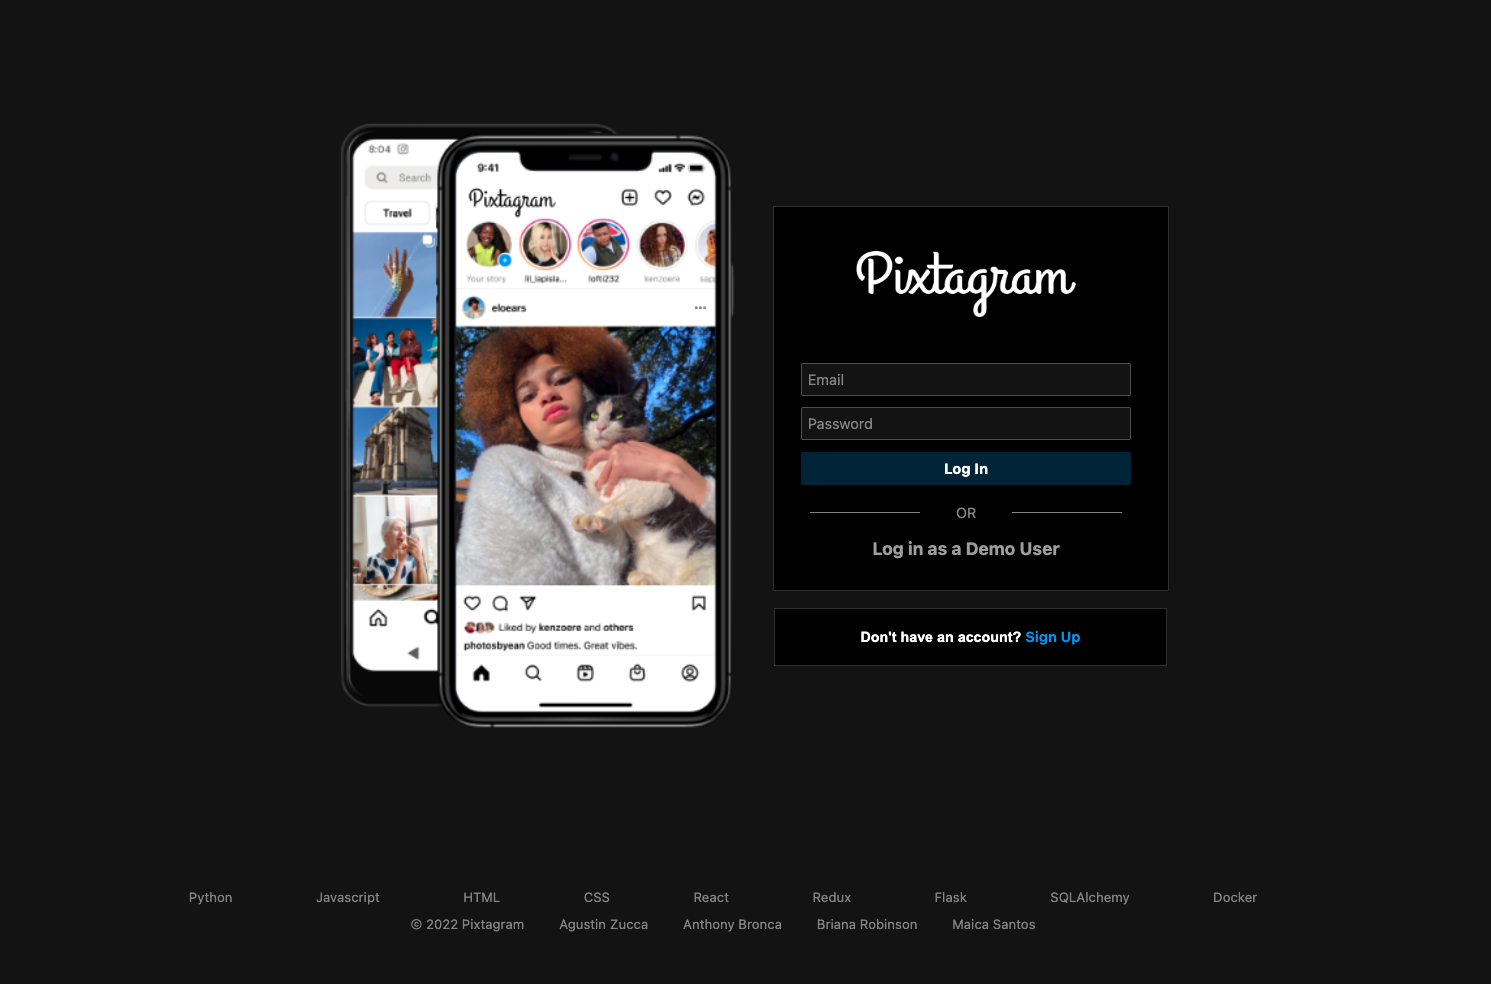 8:04
Search
Travel
9:41
Pixtagram
Your story
lil_lapisla...
lofti232
kenzoere
sap
eloears
Liked by kenzoere and others
photosbyean Good times. Great vibes.
Pixtagram
Email
Password
Log In
OR
Log in as a Demo User
Don't have an account? Sign Up
Python Javascript HTML CSS React Redux Flask SQLAlchemy Docker
© 2022 Pixtagram Agustin Zucca Anthony Bronca Briana Robinson Maica Santos